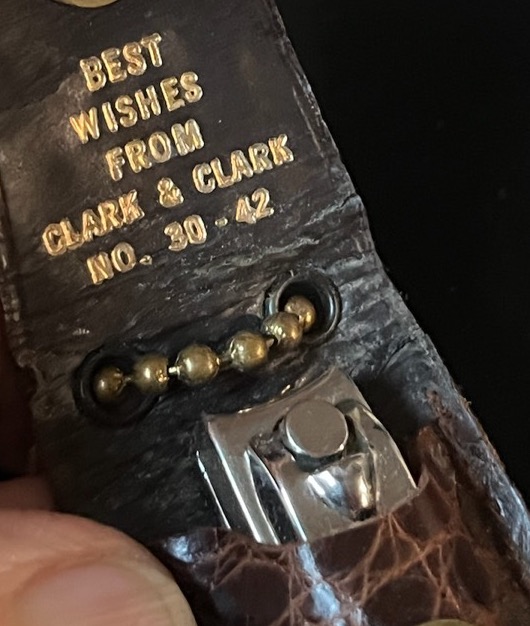 BEST
WISHES
FROM
CLARK & CLARK
NO. 30-42